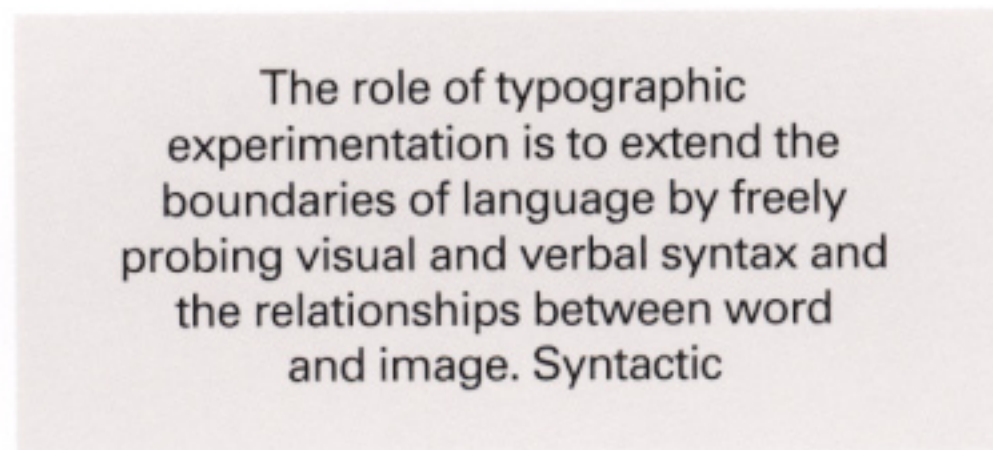 The role of typographic
experimentation is to extend the
boundaries of language by freely
probing visual and verbal syntax and
the relationships between word
and image. Syntactic